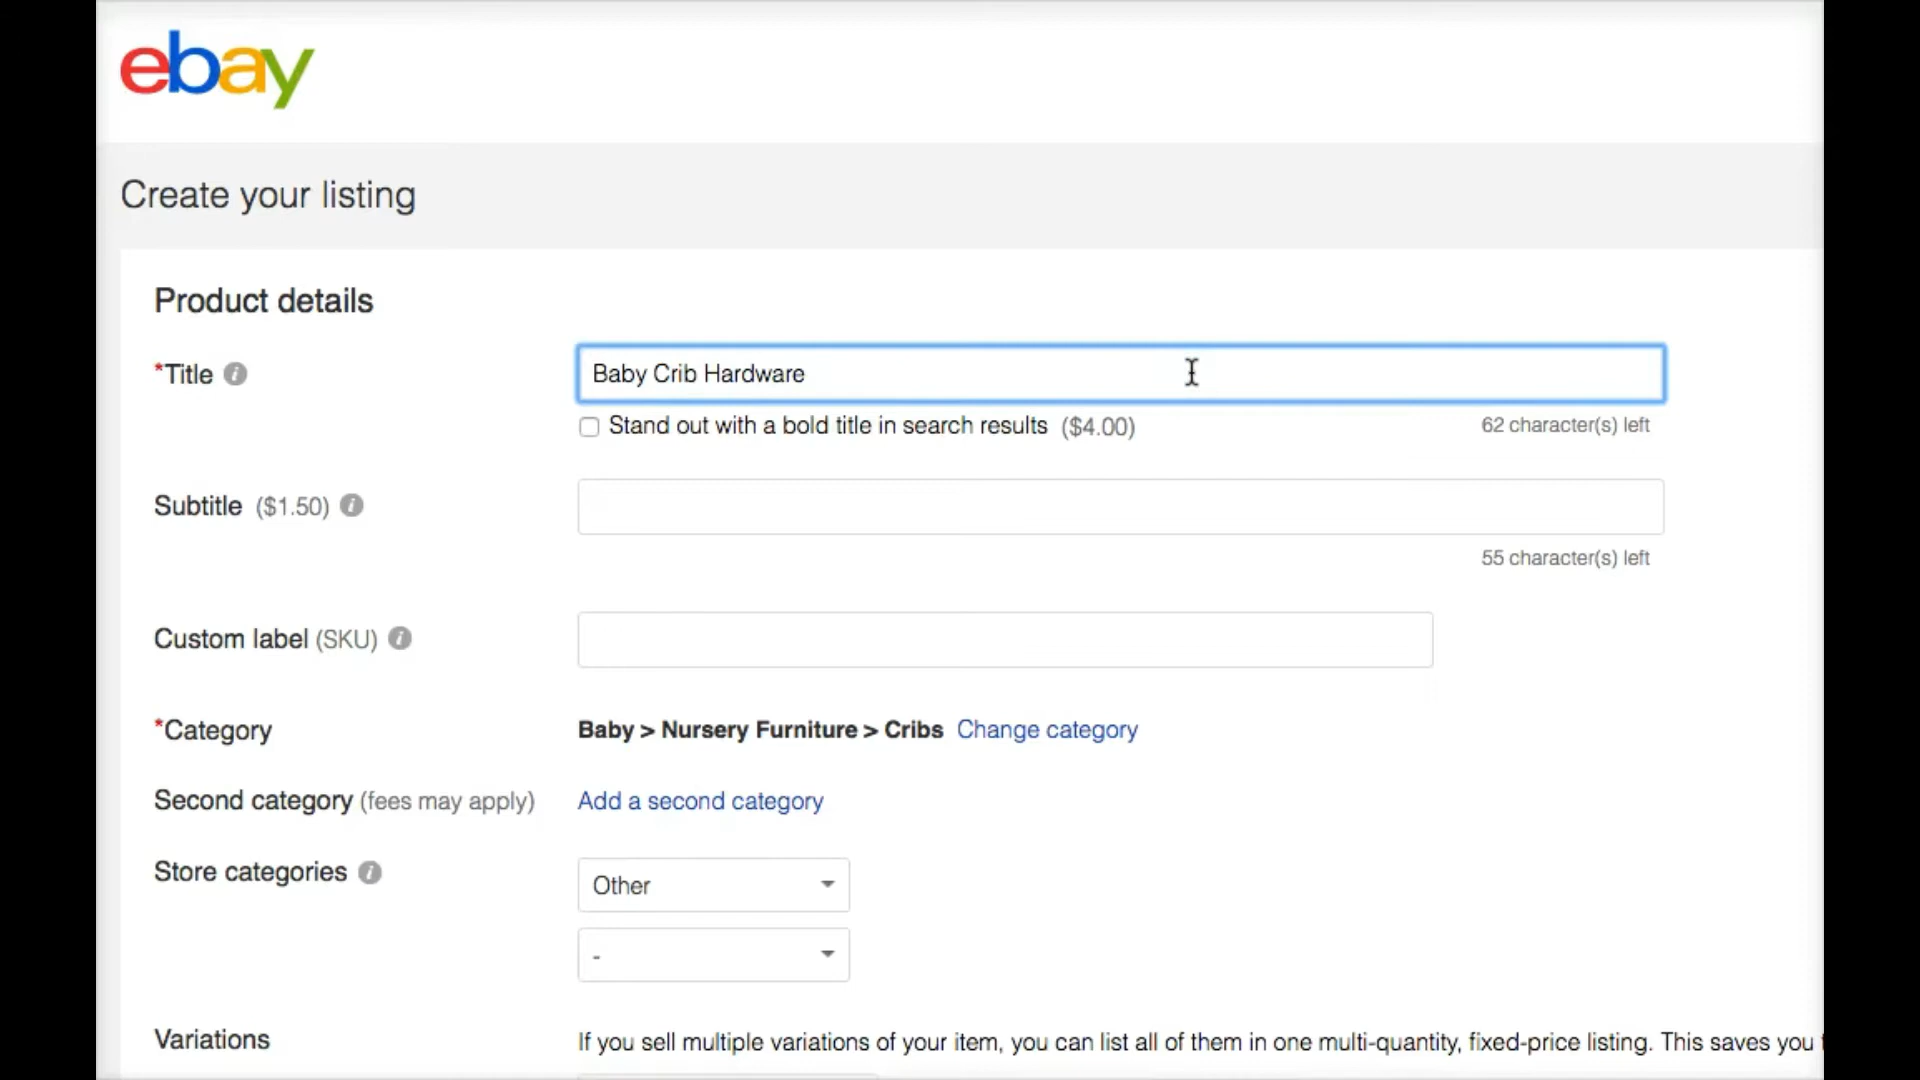 ebay
Create your listing
Product details
*Title
Baby Crib Hardware
Stand out with a bold title in search results ($4.00)
62 character(s) left
Subtitle ($1.50)
55 character(s) left
Custom label (SKU)
*Category
Baby > Nursery Furniture > Cribs Change category
Second category (fees may apply)
Add a second category
Store categories
Other
-
Variations
If you sell multiple variations of your item, you can list all of them in one multi-quantity, fixed-price listing. This saves you